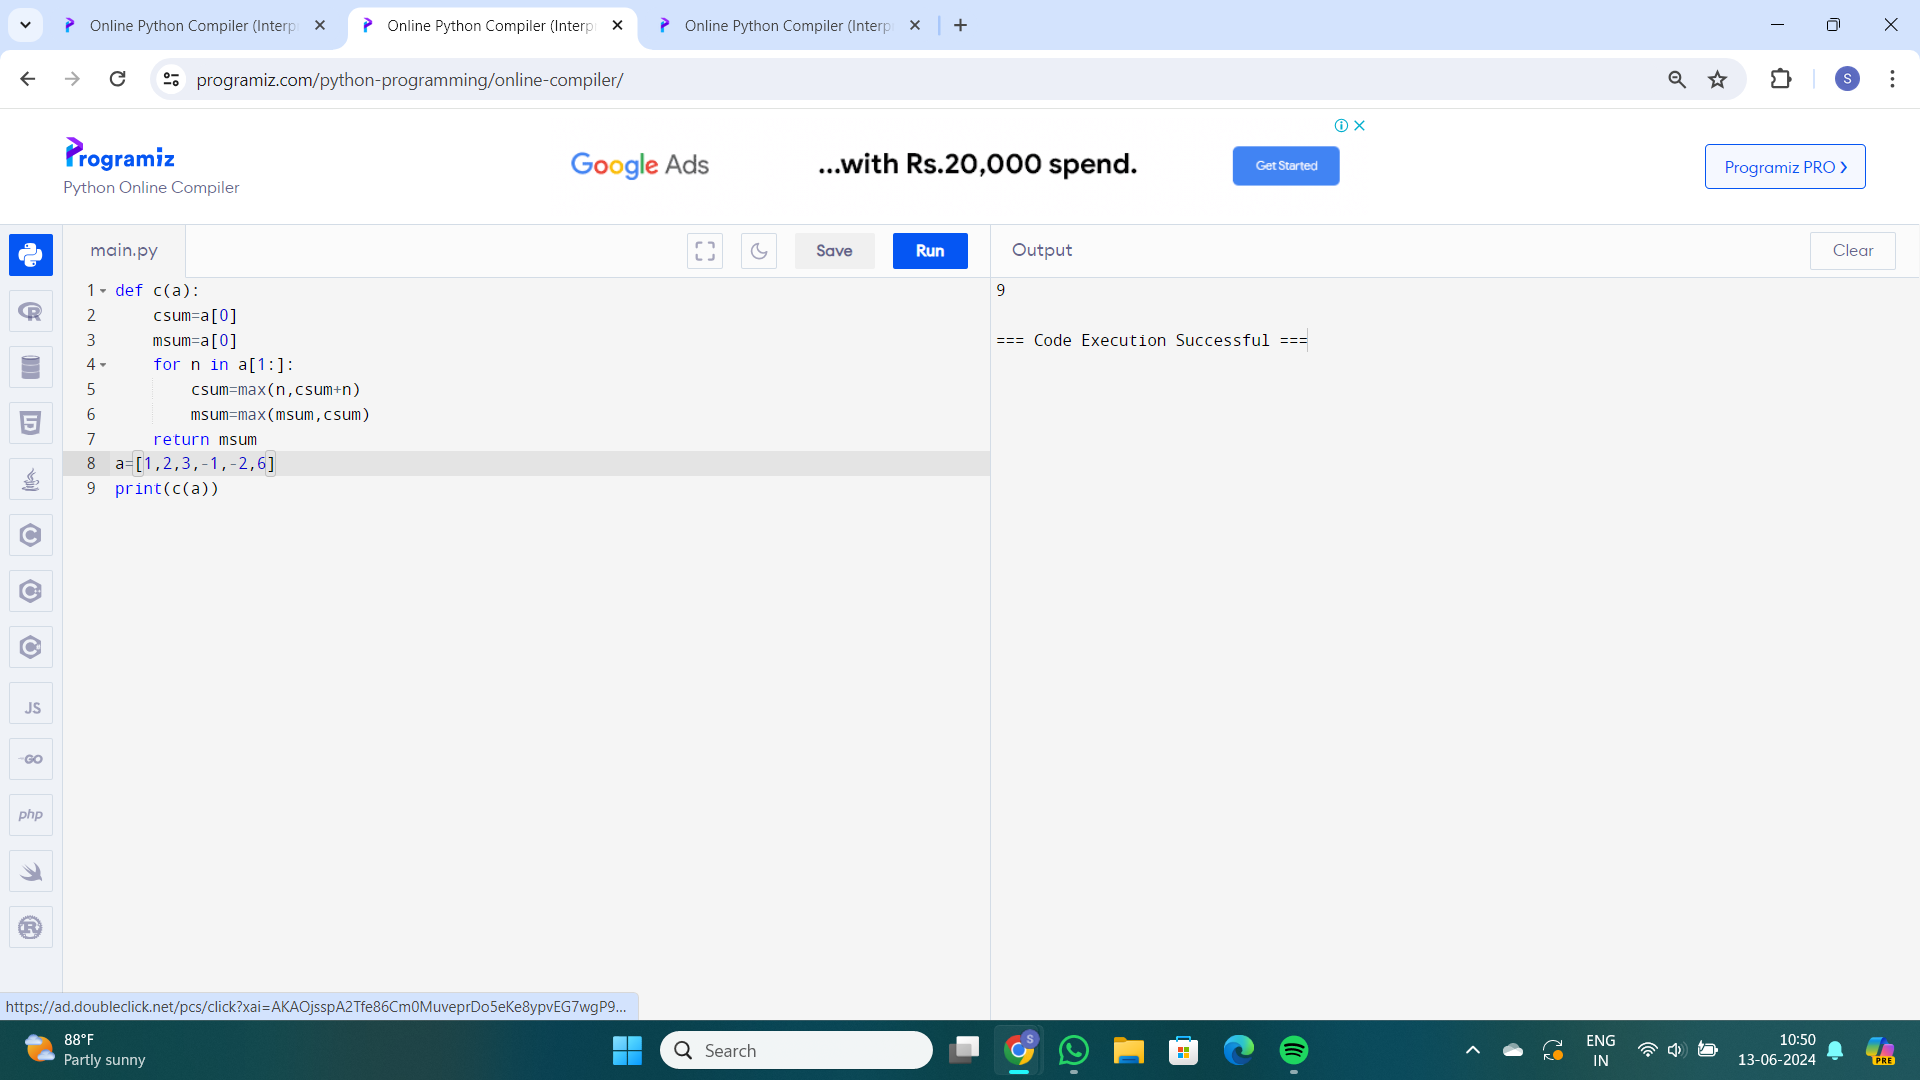 Online Python Compiler (Interp
Online Python Compiler (Interp
Online Python Compiler (Interp
programiz.com/python-programming/online-compiler/
S
Programiz
Python Online Compiler
Google Ads
...with Rs.20,000 spend.
Get Started
Programiz PRO
main.py
Save
Run
Output
Clear
1 def c(a):
2 csum=a[0]
3 msum=a[0]
4 for n in a[1:]:
5 csum=max(n,csum+n)
6 msum=max(msum,csum)
7 return msum
8 a=[1,2,3,-1,-2,6]
9 print(c(a))
9
=== Code Execution Successful ===
R
5
C
C
C
JS
GO
php
R
https://ad.doubleclick.net/pcs/click?xai=AKAOjsspA2Tfe86Cm0MuveprDo5eKe8ypvEG7wgP9...
88°F
Partly sunny
Search
S
ENG
IN
10:50
13-06-2024
PRE